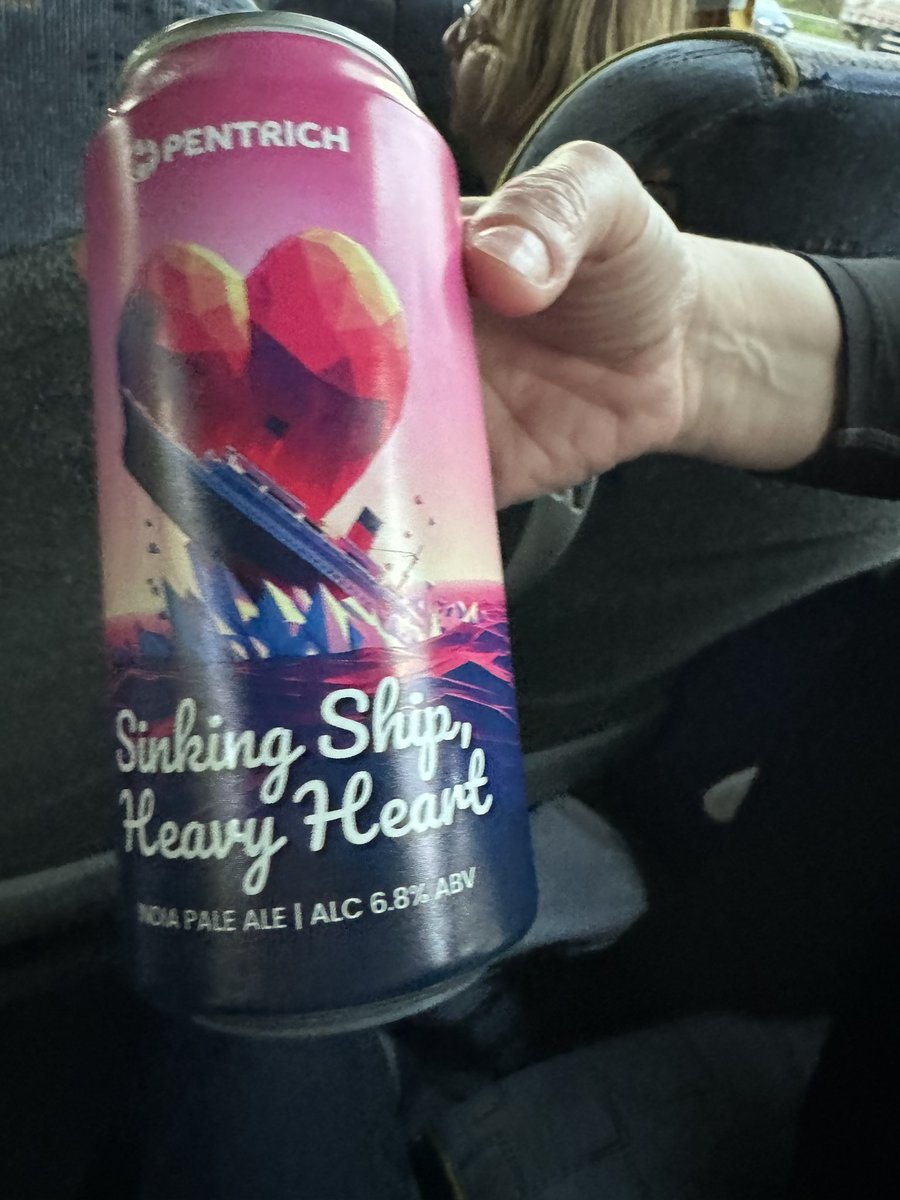 PENTRICH
Sinking Ship,
Heavy Heart
INDIA PALE ALE | ALC 6.8% ABV